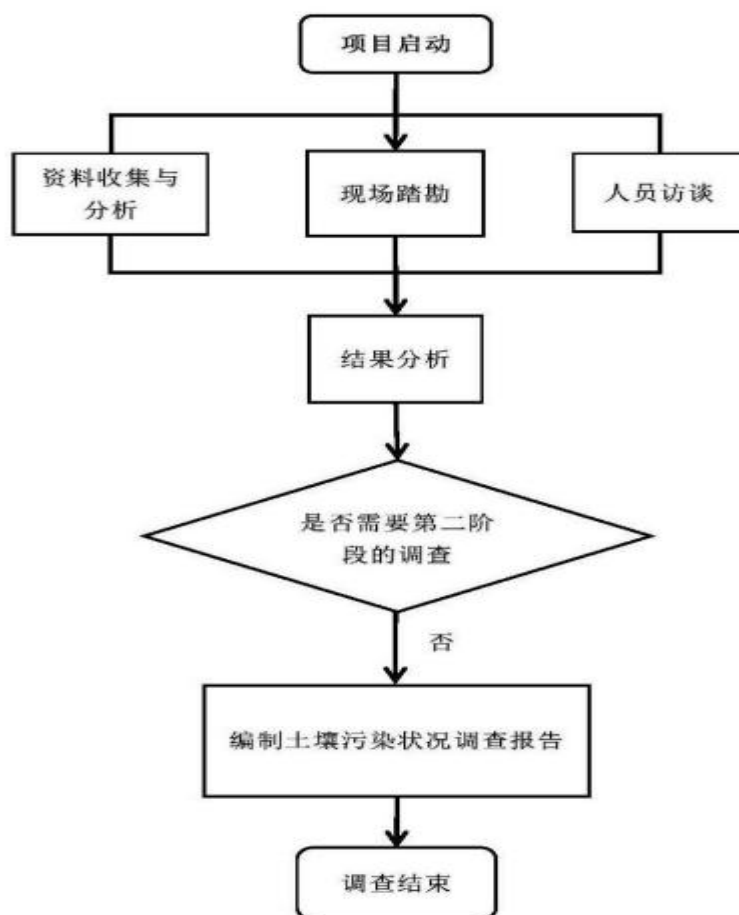 项目启动
资料收集与
分析
现场踏勘
人员访谈
结果分析
是否需要第二阶
段的调查
否
编制土壤污染状况调查报告
调查结束